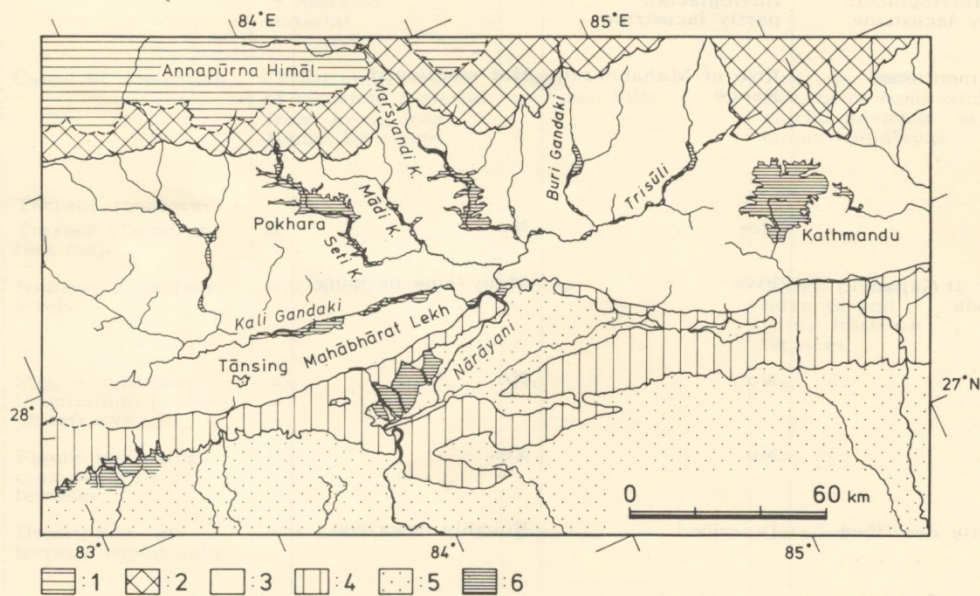 84°E
85°E
Annapūrna Himāl
Marsyandi K.
Buri Gandaki
Trisūli
Mādi K.
Pokhara
Seti K.
Kathmandu
Kali Gandaki
Mahābhārat Lekh
Nārāyani
Tānsing
28°
27°N
0 60 km
83°
84°
85°
:1 :2 :3 :4 :5 :6